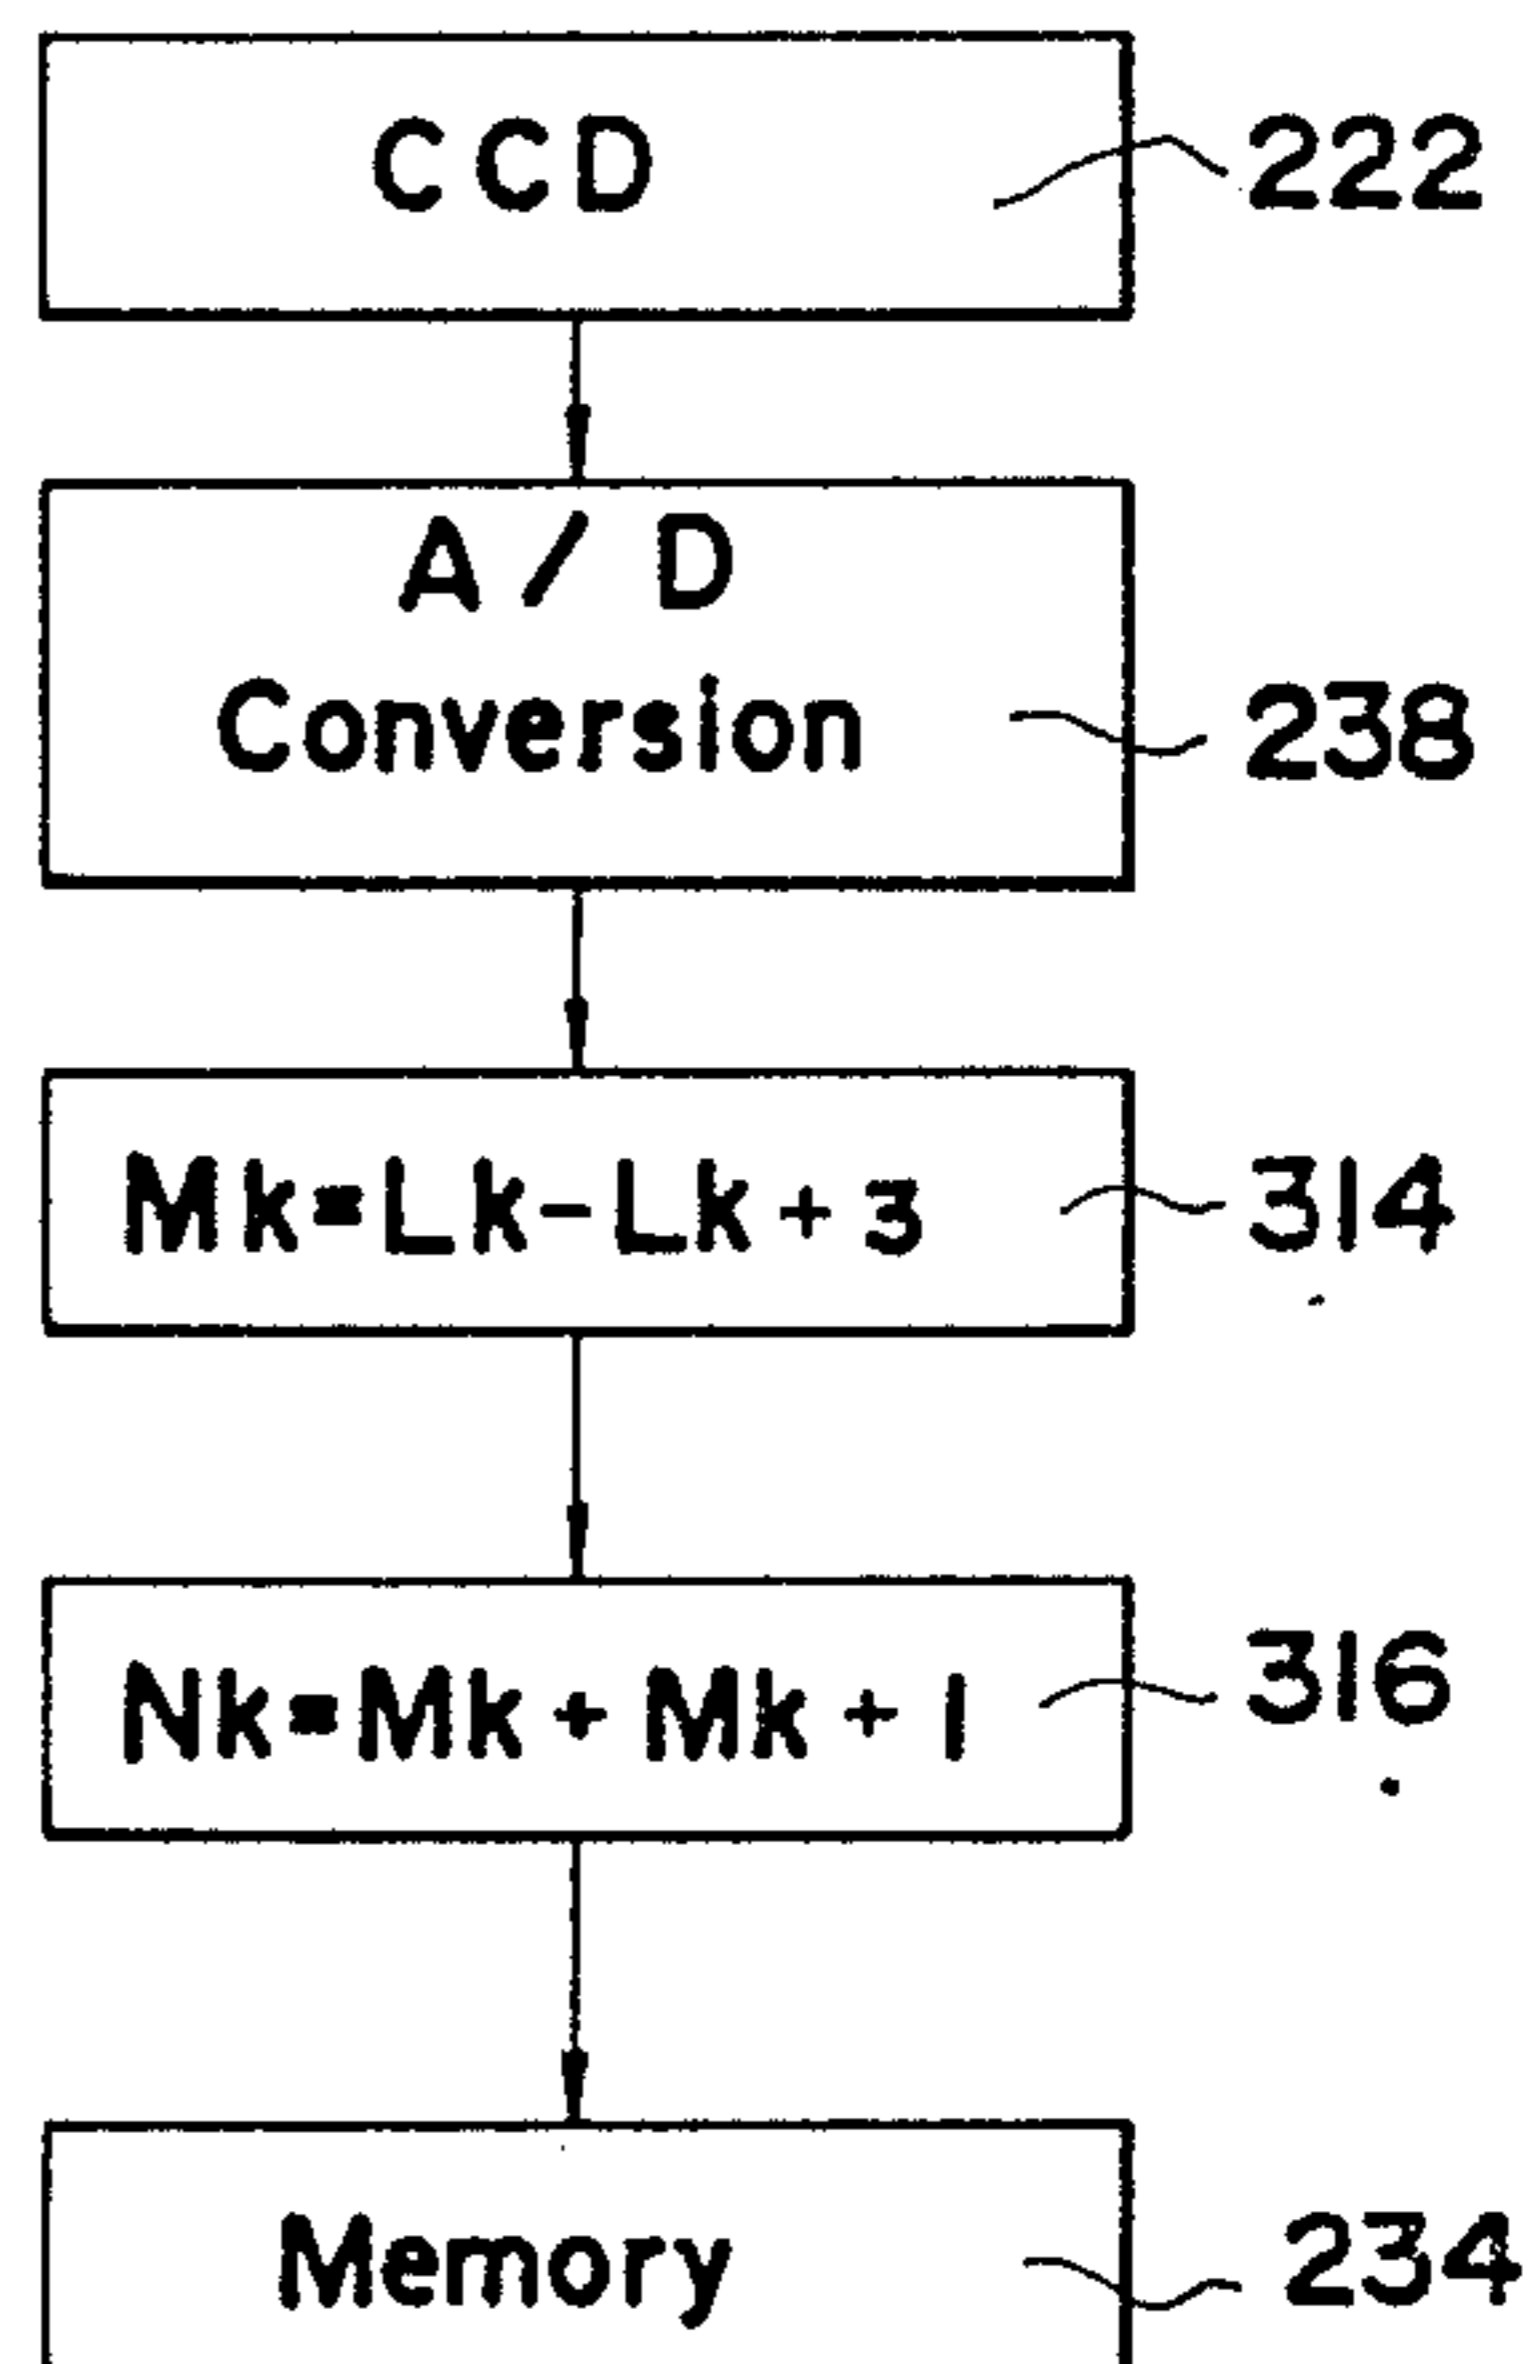 CCD
222
A/D
Conversion
238
Mk=Lk-Lk+3
314
Nk=Mk+Mk+1
316
Memory
234